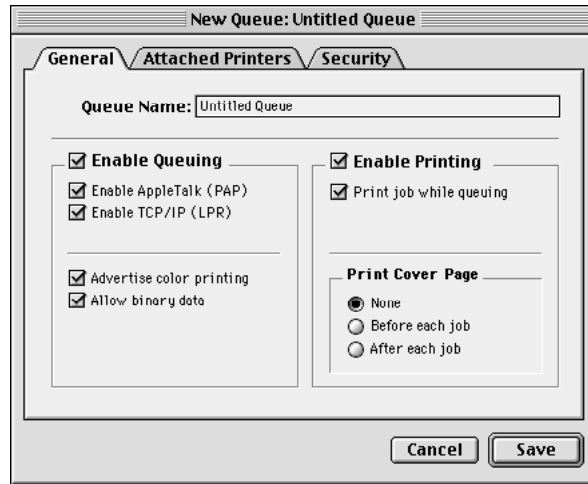 New Queue: Untitled Queue
General
Attached Printers
Security
Queue Name: Untitled Queue
Enable Queuing
Enable AppleTalk (PAP)
Enable TCP/IP (LPR)
Advertise color printing
Allow binary data
Enable Printing
Print job while queuing
Print Cover Page
None
Before each job
After each job
Cancel
Save